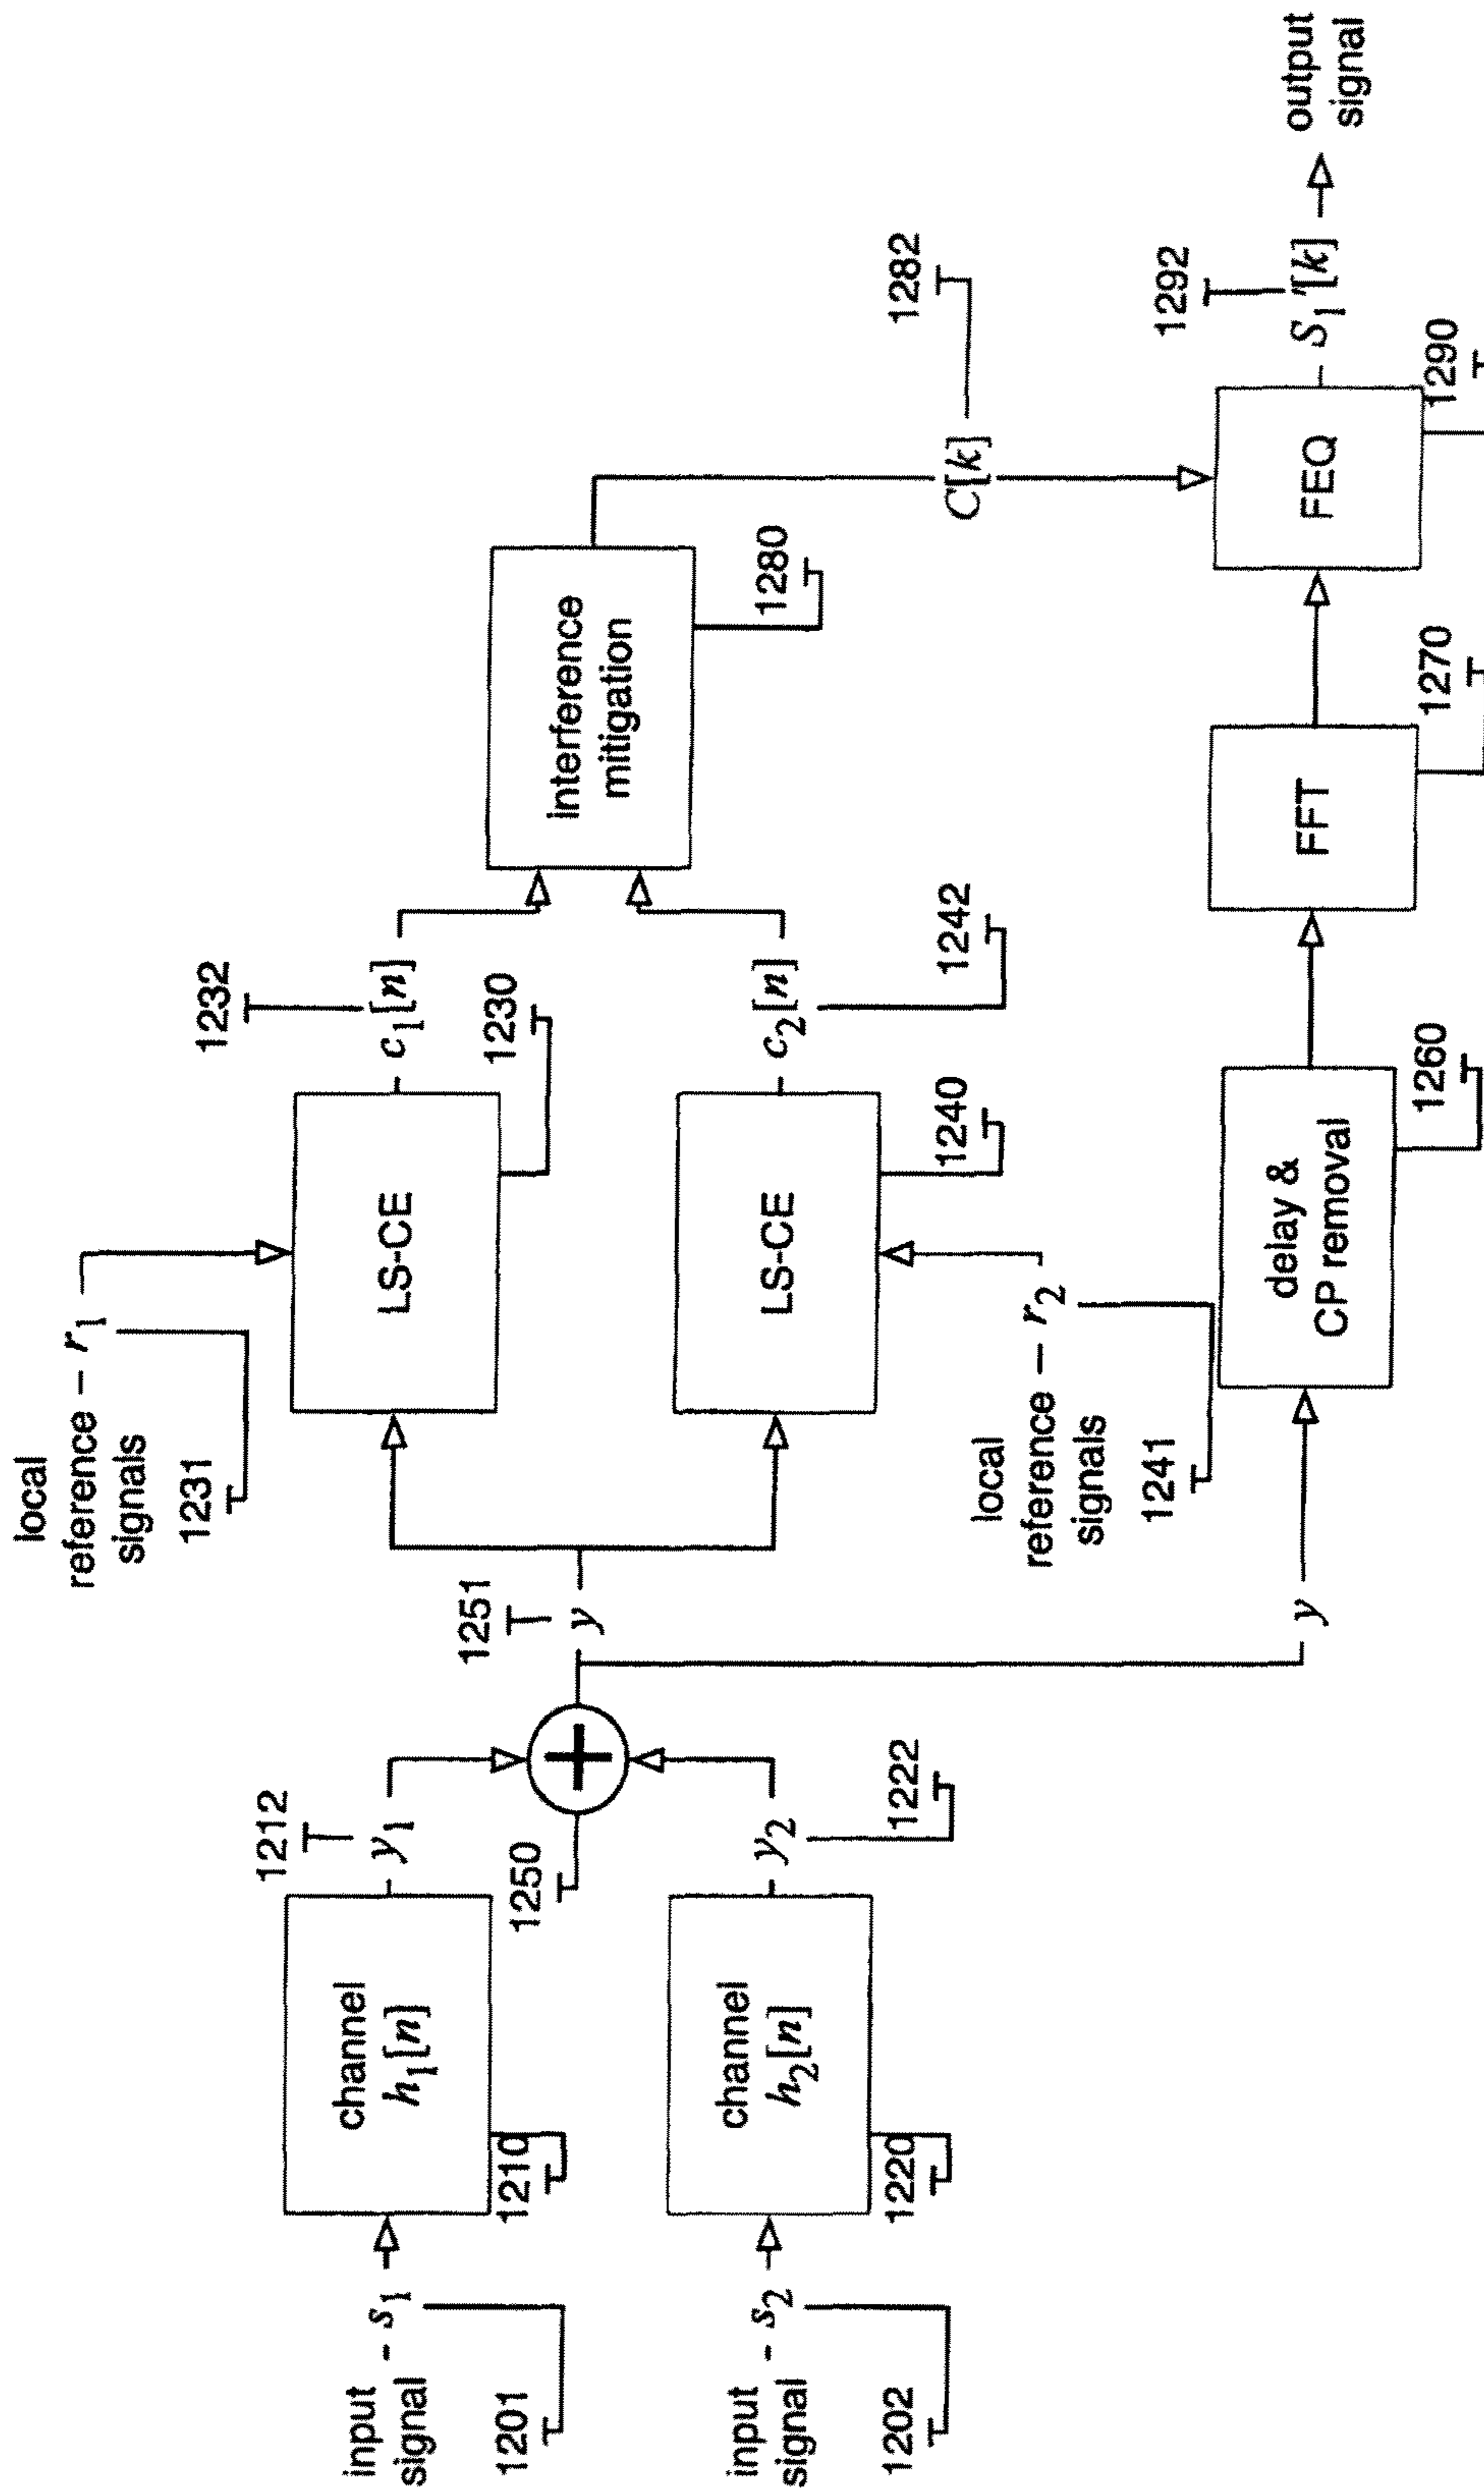 input
signal
s1
1201
channel
h1[n]
1210
y1
1212
input
signal
s2
1202
channel
h2[n]
1220
y2
1222
+
1250
y
1251
local
reference
signals
r1
1231
LS-CE
1230
c1[n]
1232
local
reference
signals
r2
1241
LS-CE
1240
c2[n]
1242
interference
mitigation
1280
C[k]
1282
y
delay &
CP removal
1260
FFT
1270
FEQ
1290
S1'[k]
1292
output
signal